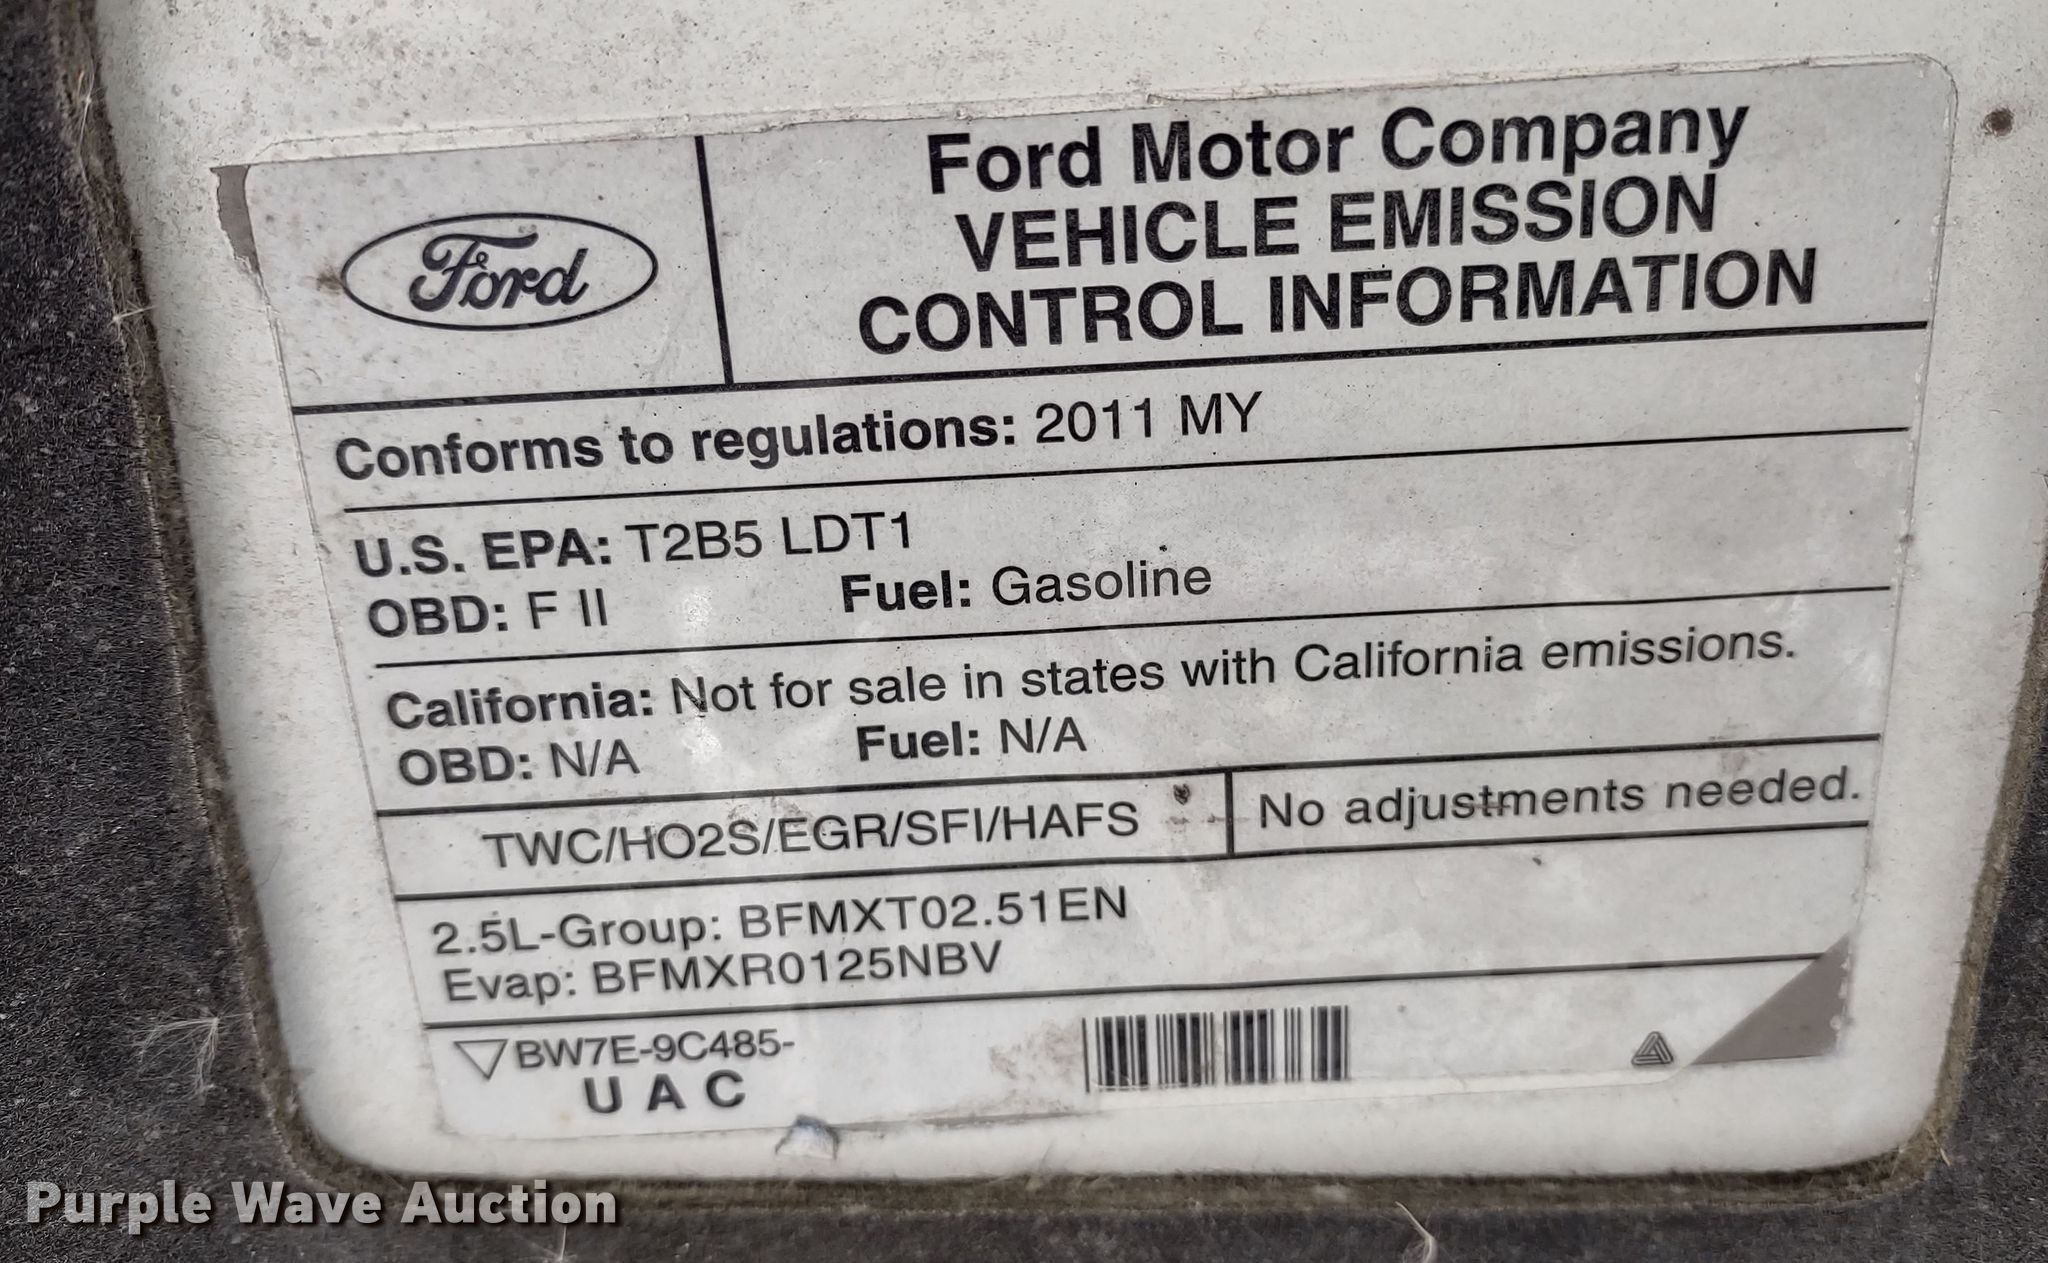 Ford
Ford Motor Company
VEHICLE EMISSION
CONTROL INFORMATION
Conforms to regulations: 2011 MY
U.S. EPA: T2B5 LDT1
OBD: F II Fuel: Gasoline
California: Not for sale in states with California emissions.
OBD: N/A Fuel: N/A
TWC/HO2S/EGR/SFI/HAFS No adjustments needed.
2.5L-Group: BFMXT02.51EN
Evap: BFMXR0125NBV
BW7E-9C485-
U A C
Purple Wave Auction